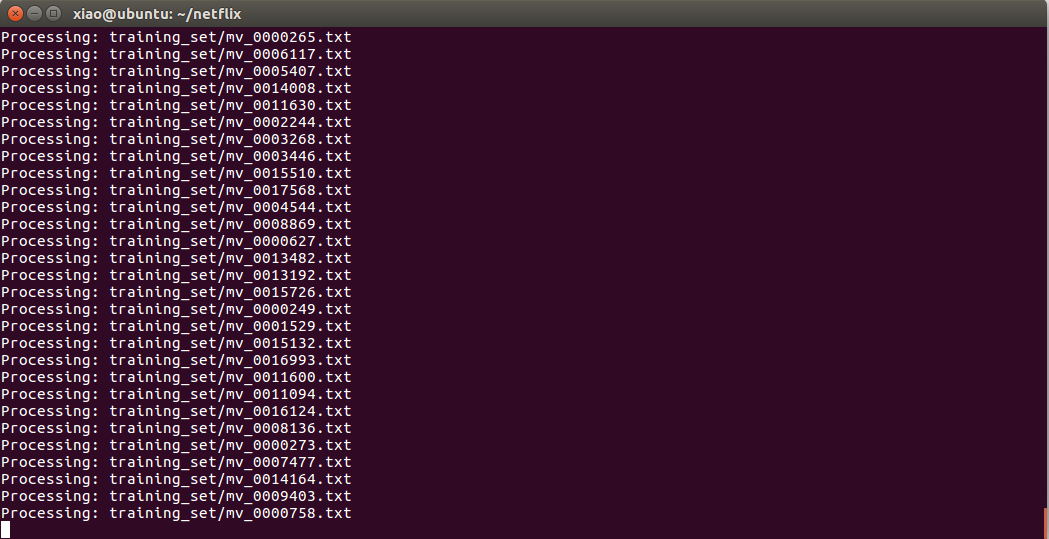 xiao@ubuntu: ~/netflix
Processing: training_set/mv_0000265.txt
Processing: training_set/mv_0006117.txt
Processing: training_set/mv_0005407.txt
Processing: training_set/mv_0014008.txt
Processing: training_set/mv_0011630.txt
Processing: training_set/mv_0002244.txt
Processing: training_set/mv_0003268.txt
Processing: training_set/mv_0003446.txt
Processing: training_set/mv_0015510.txt
Processing: training_set/mv_0017568.txt
Processing: training_set/mv_0004544.txt
Processing: training_set/mv_0008869.txt
Processing: training_set/mv_0000627.txt
Processing: training_set/mv_0013482.txt
Processing: training_set/mv_0013192.txt
Processing: training_set/mv_0015726.txt
Processing: training_set/mv_0000249.txt
Processing: training_set/mv_0001529.txt
Processing: training_set/mv_0015132.txt
Processing: training_set/mv_0016993.txt
Processing: training_set/mv_0011600.txt
Processing: training_set/mv_0011094.txt
Processing: training_set/mv_0016124.txt
Processing: training_set/mv_0008136.txt
Processing: training_set/mv_0000273.txt
Processing: training_set/mv_0007477.txt
Processing: training_set/mv_0014164.txt
Processing: training_set/mv_0009403.txt
Processing: training_set/mv_0000758.txt